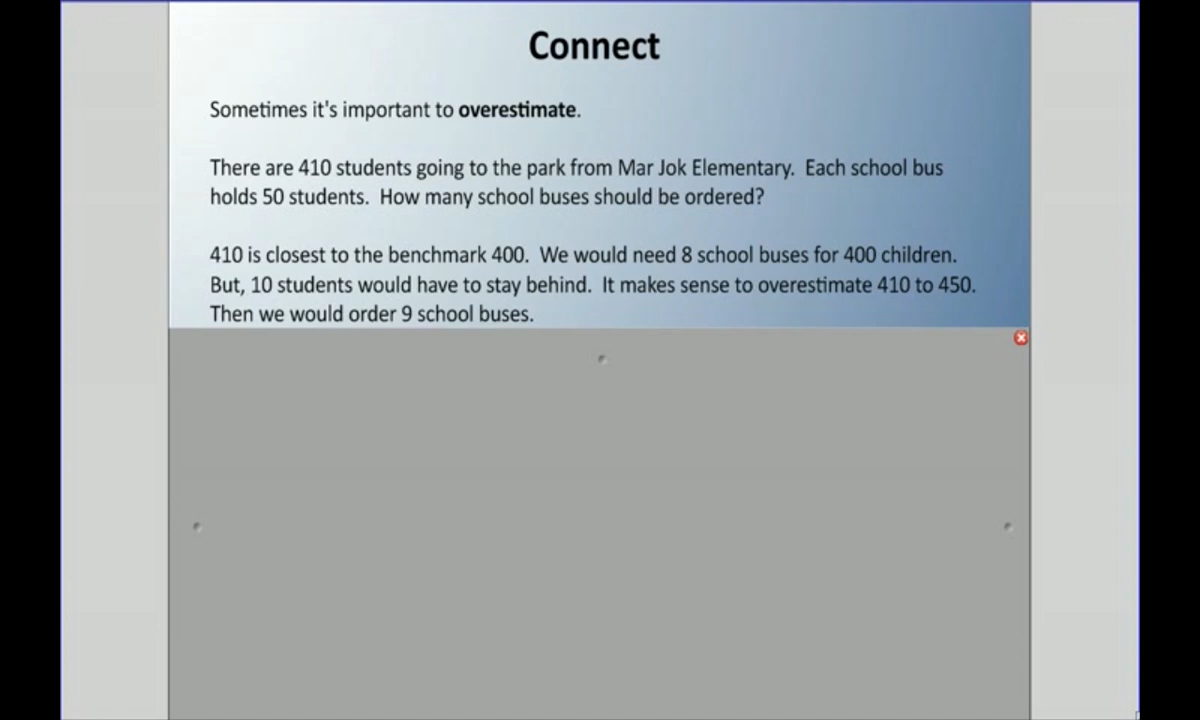 Connect
Sometimes it's important to overestimate.
There are 410 students going to the park from Mar Jok Elementary.  Each school bus
holds 50 students.  How many school buses should be ordered?
410 is closest to the benchmark 400.  We would need 8 school buses for 400 children.
But, 10 students would have to stay behind.  It makes sense to overestimate 410 to 450.
Then we would order 9 school buses.